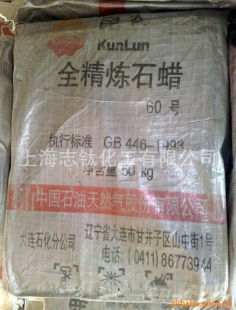 昆仑
KunLun
全精炼石蜡
60号
执行标准 GB 446-1993
上海志钛化工有限公司
净含量 50 kg
中国石油天然气股份有限公司
大连石化分公司
辽宁省大连市甘井子区山中街1号
电话:(0411)86773944